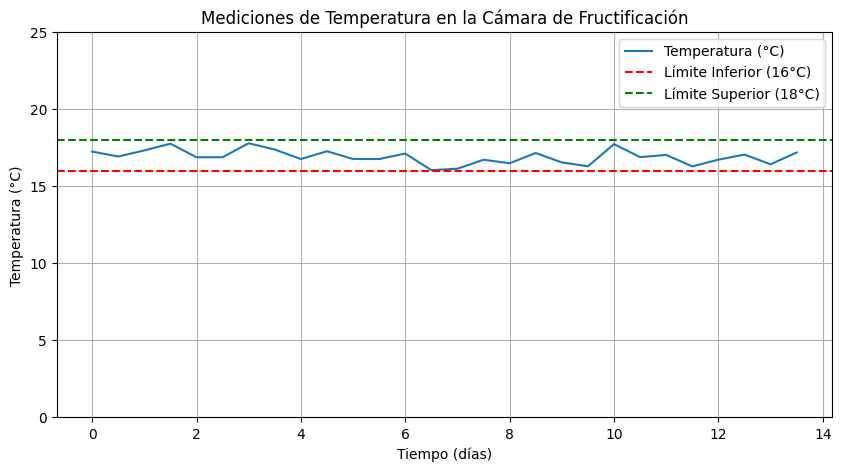 Mediciones de Temperatura en la Cámara de Fructificación
Temperatura (°C)
Límite Inferior (16°C)
Límite Superior (18°C)
Temperatura (°C)
25
20
15
10
5
0
0 2 4 6 8 10 12 14
Tiempo (días)